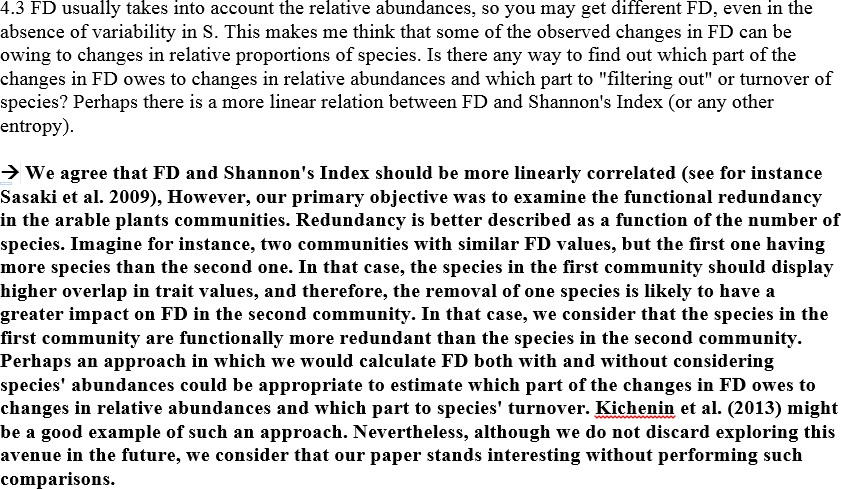 4.3 FD usually takes into account the relative abundances, so you may get different FD, even in the
absence of variability in S. This makes me think that some of the observed changes in FD can be
owing to changes in relative proportions of species. Is there any way to find out which part of the
changes in FD owes to changes in relative abundances and which part to "filtering out" or turnover of
species? Perhaps there is a more linear relation between FD and Shannon's Index (or any other
entropy).
→ We agree that FD and Shannon's Index should be more linearly correlated (see for instance
Sasaki et al. 2009), However, our primary objective was to examine the functional redundancy
in the arable plants communities. Redundancy is better described as a function of the number of
species. Imagine for instance, two communities with similar FD values, but the first one having
more species than the second one. In that case, the species in the first community should display
higher overlap in trait values, and therefore, the removal of one species is likely to have a
greater impact on FD in the second community. In that case, we consider that the species in the
first community are functionally more redundant than the species in the second community.
Perhaps an approach in which we would calculate FD both with and without considering
species' abundances could be appropriate to estimate which part of the changes in FD owes to
changes in relative abundances and which part to species' turnover. Kichenin et al. (2013) might
be a good example of such an approach. Nevertheless, although we do not discard exploring this
avenue in the future, we consider that our paper stands interesting without performing such
comparisons.